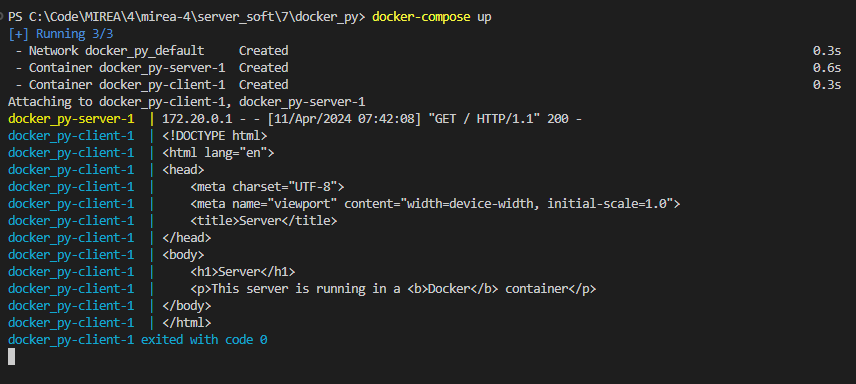 PS C:\Code\MIREA\4\mirea-4\server_soft\7\docker_py> docker-compose up
[+] Running 3/3
 - Network docker_py_default     Created     0.3s
 - Container docker_py-server-1  Created     0.6s
 - Container docker_py-client-1  Created     0.3s
Attaching to docker_py-client-1, docker_py-server-1
docker_py-server-1  | 172.20.0.1 - - [11/Apr/2024 07:42:08] "GET / HTTP/1.1" 200 -
docker_py-client-1  | <!DOCTYPE html>
docker_py-client-1  | <html lang="en">
docker_py-client-1  | <head>
docker_py-client-1  |     <meta charset="UTF-8">
docker_py-client-1  |     <meta name="viewport" content="width=device-width, initial-scale=1.0">
docker_py-client-1  |     <title>Server</title>
docker_py-client-1  | </head>
docker_py-client-1  | <body>
docker_py-client-1  |     <h1>Server</h1>
docker_py-client-1  |     <p>This server is running in a <b>Docker</b> container</p>
docker_py-client-1  | </body>
docker_py-client-1  | </html>
docker_py-client-1 exited with code 0